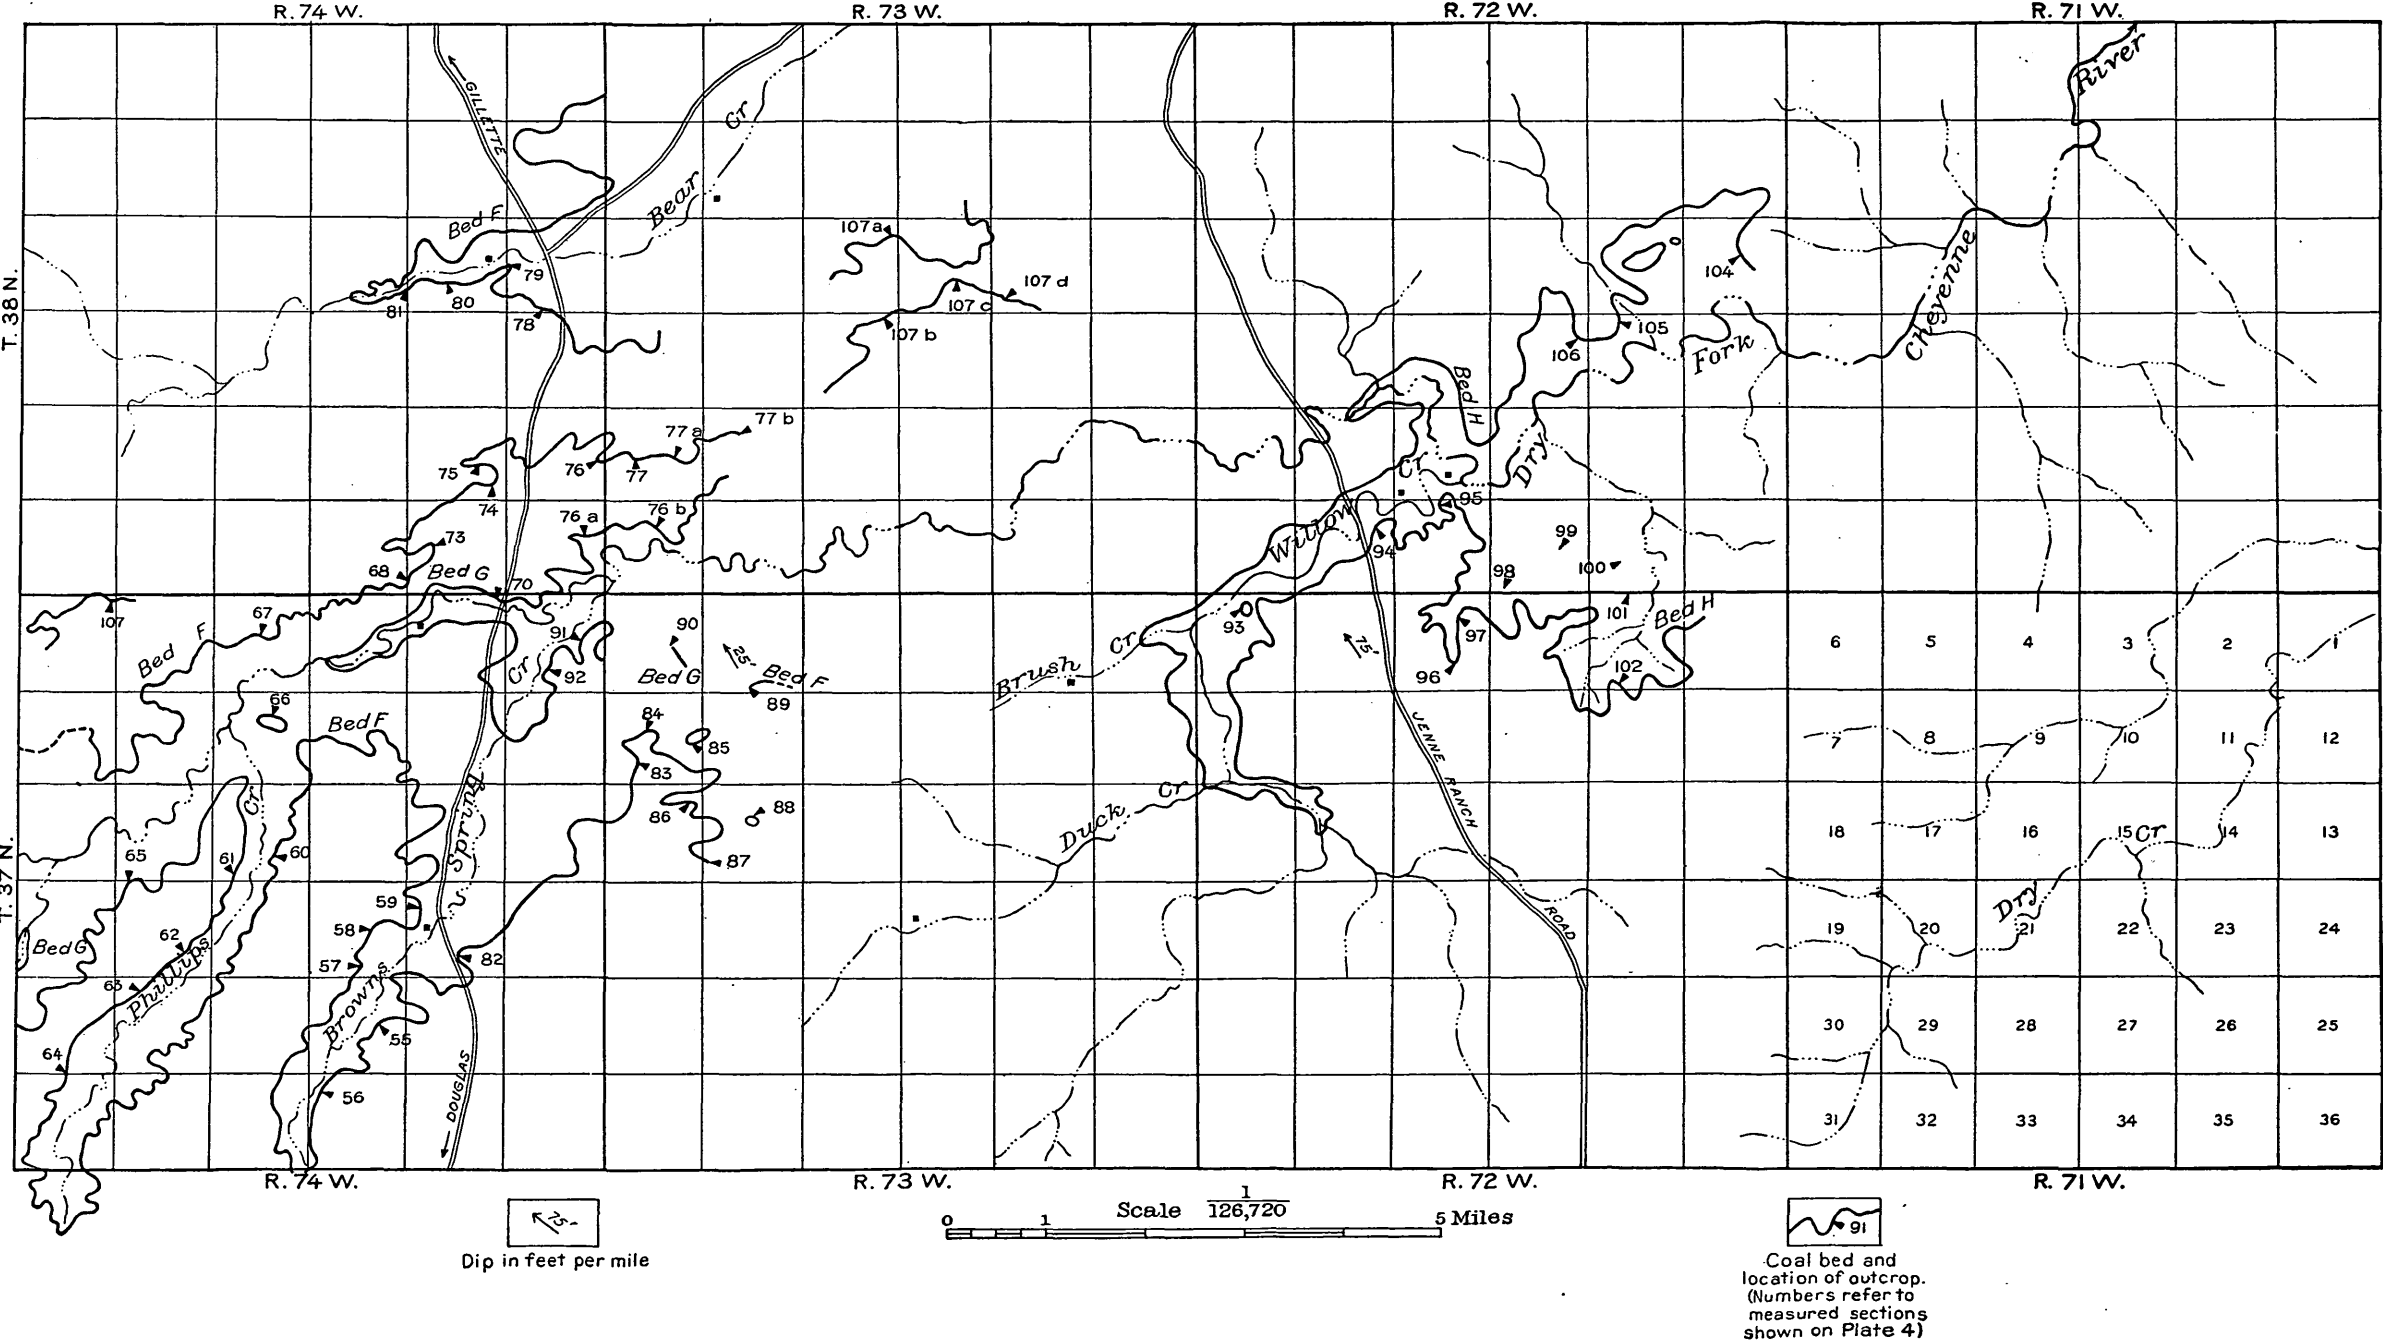 R. 74 W.
R. 73 W.
R. 72 W.
R. 71 W.
River
GILLETTE
Cr
Bear
Bed F
107a
79
80
81
78
107 d
107 c
107 b
104
105
106
Fork
Cheyenne
T. 38 N.
Bed H
77 b
77 a
75
76
77
74
Cr
Dry
95
76 a
76 b
73
Willow
94
99
68
Bed G
70
98
100
107
67
101
Bed H
93
97
91
90
25'
75'
Bed F
Cr
Brush
Cr
92
Bed G
Bed F
96
102
89
66
Bed F
84
85
83
JENNE RANCH ROAD
Cr
Spring
86
88
Duck
Cr
65
61
60
87
T. 37 N.
59
58
62
Bed G
57
82
63
Phillips
Browns
55
64
56
DOUGLAS
6 5 4 3 2 1
7 8 9 10 11 12
18 17 16 15 Cr 14 13
Dry
19 20 21 22 23 24
30 29 28 27 26 25
31 32 33 34 35 36
R. 74 W.
R. 73 W.
R. 72 W.
R. 71 W.
75'
Dip in feet per mile
Scale 1
126,720
0 1 5 Miles
91
Coal bed and
location of outcrop.
(Numbers refer to
measured sections
shown on Plate 4)